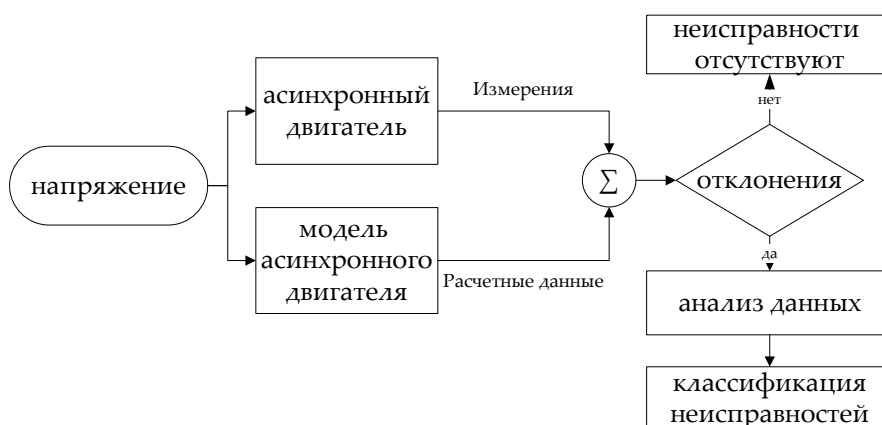 неисправности
отсутствуют
асинхронный
двигатель
Измерения
нет
напряжение
∑
отклонения
модель
асинхронного
двигателя
Расчетные данные
да
анализ данных
классификация
неисправностей